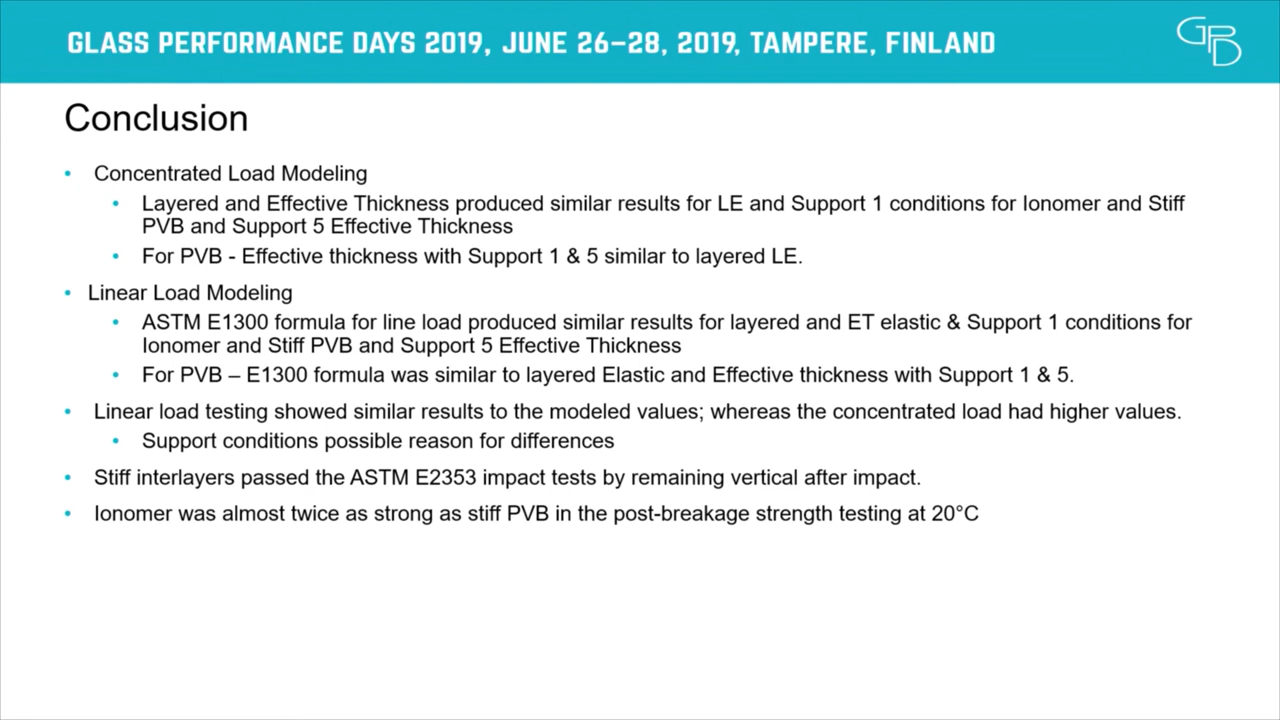 GLASS PERFORMANCE DAYS 2019, JUNE 26–28, 2019, TAMPERE, FINLAND
GPD
Conclusion
• Concentrated Load Modeling
• Layered and Effective Thickness produced similar results for LE and Support 1 conditions for Ionomer and Stiff
PVB and Support 5 Effective Thickness
• For PVB - Effective thickness with Support 1 & 5 similar to layered LE.
• Linear Load Modeling
• ASTM E1300 formula for line load produced similar results for layered and ET elastic & Support 1 conditions for
Ionomer and Stiff PVB and Support 5 Effective Thickness
• For PVB – E1300 formula was similar to layered Elastic and Effective thickness with Support 1 & 5.
• Linear load testing showed similar results to the modeled values; whereas the concentrated load had higher values.
• Support conditions possible reason for differences
• Stiff interlayers passed the ASTM E2353 impact tests by remaining vertical after impact.
• Ionomer was almost twice as strong as stiff PVB in the post-breakage strength testing at 20°C